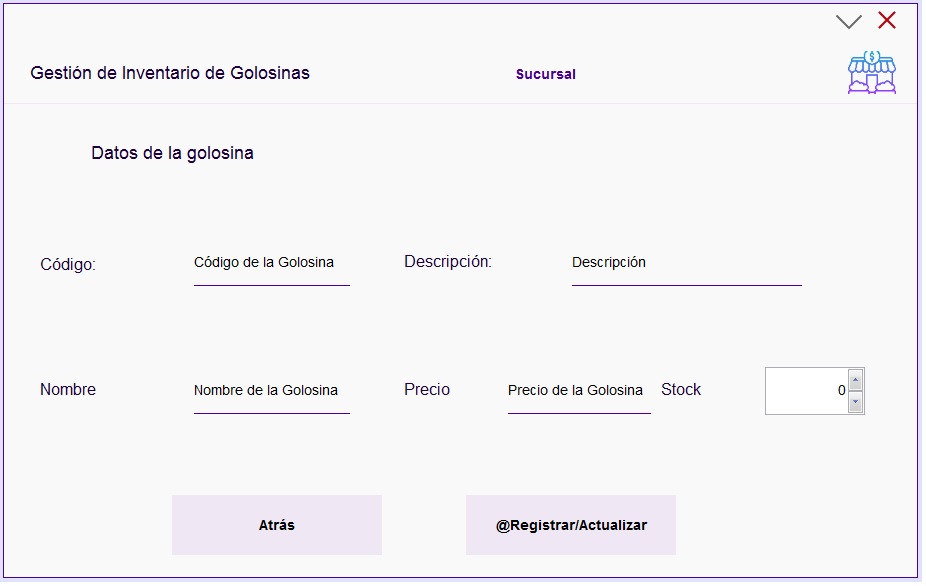 Gestión de Inventario de Golosinas
Sucursal
$
Datos de la golosina
Código:
Código de la Golosina
Descripción:
Descripción
Nombre
Nombre de la Golosina
Precio
Precio de la Golosina
Stock
0
Atrás
@Registrar/Actualizar